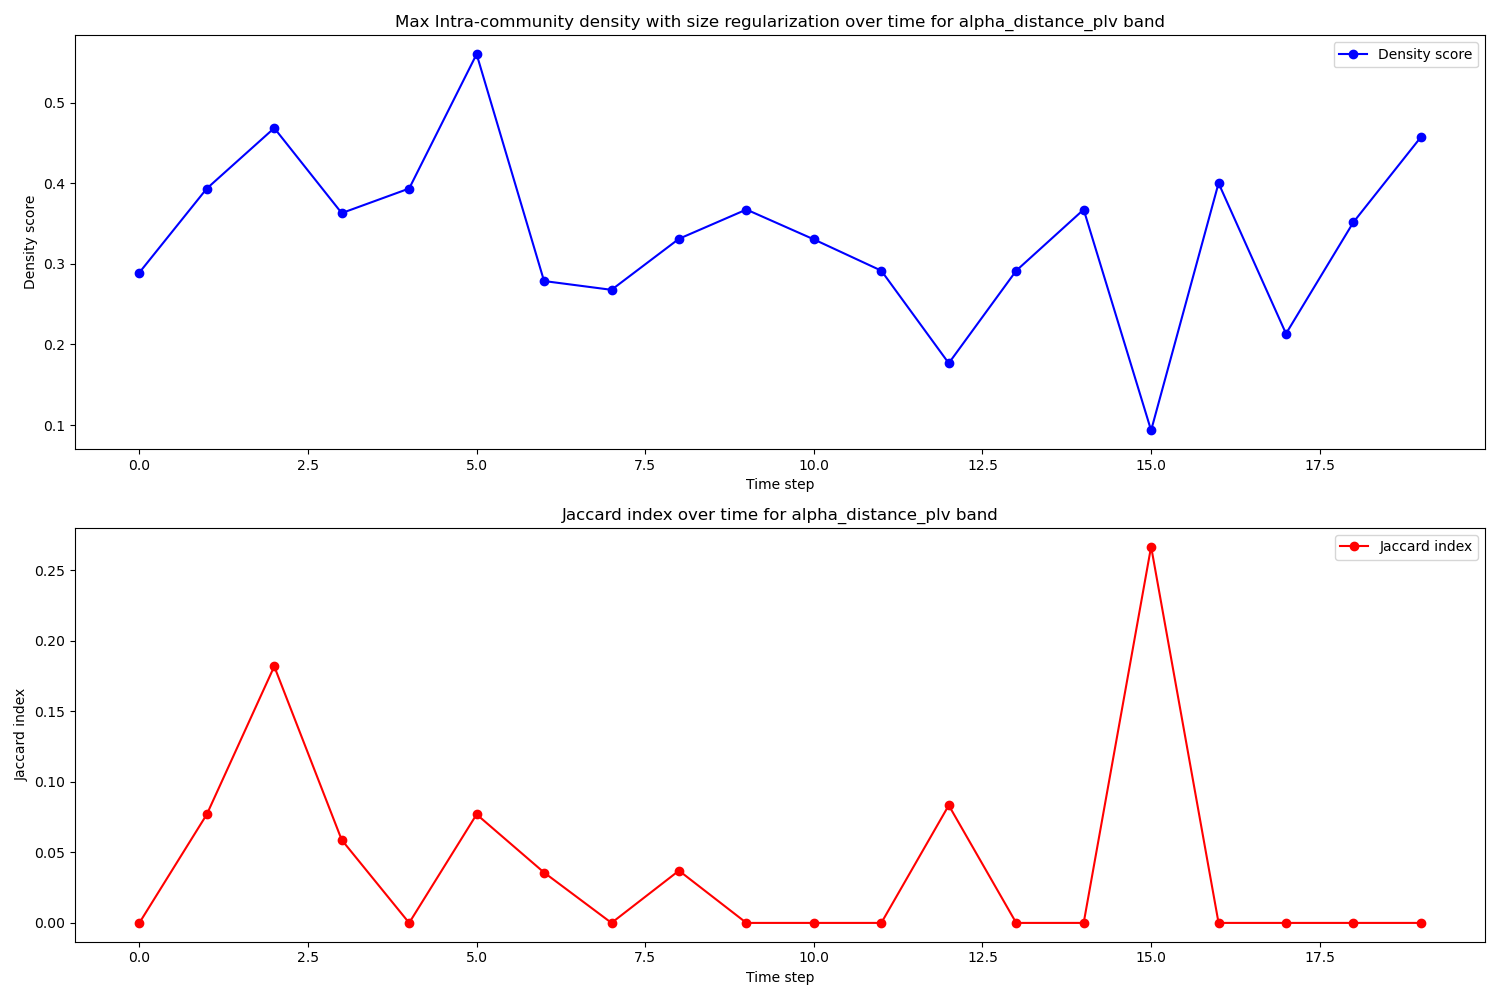 Max Intra-community density with size regularization over time for alpha_distance_plv band
Density score
Density score
0.5
0.4
0.3
0.2
0.1
0.0 2.5 5.0 7.5 10.0 12.5 15.0 17.5
Time step
Jaccard index over time for alpha_distance_plv band
Jaccard index
Jaccard index
0.25
0.20
0.15
0.10
0.05
0.00
0.0 2.5 5.0 7.5 10.0 12.5 15.0 17.5
Time step